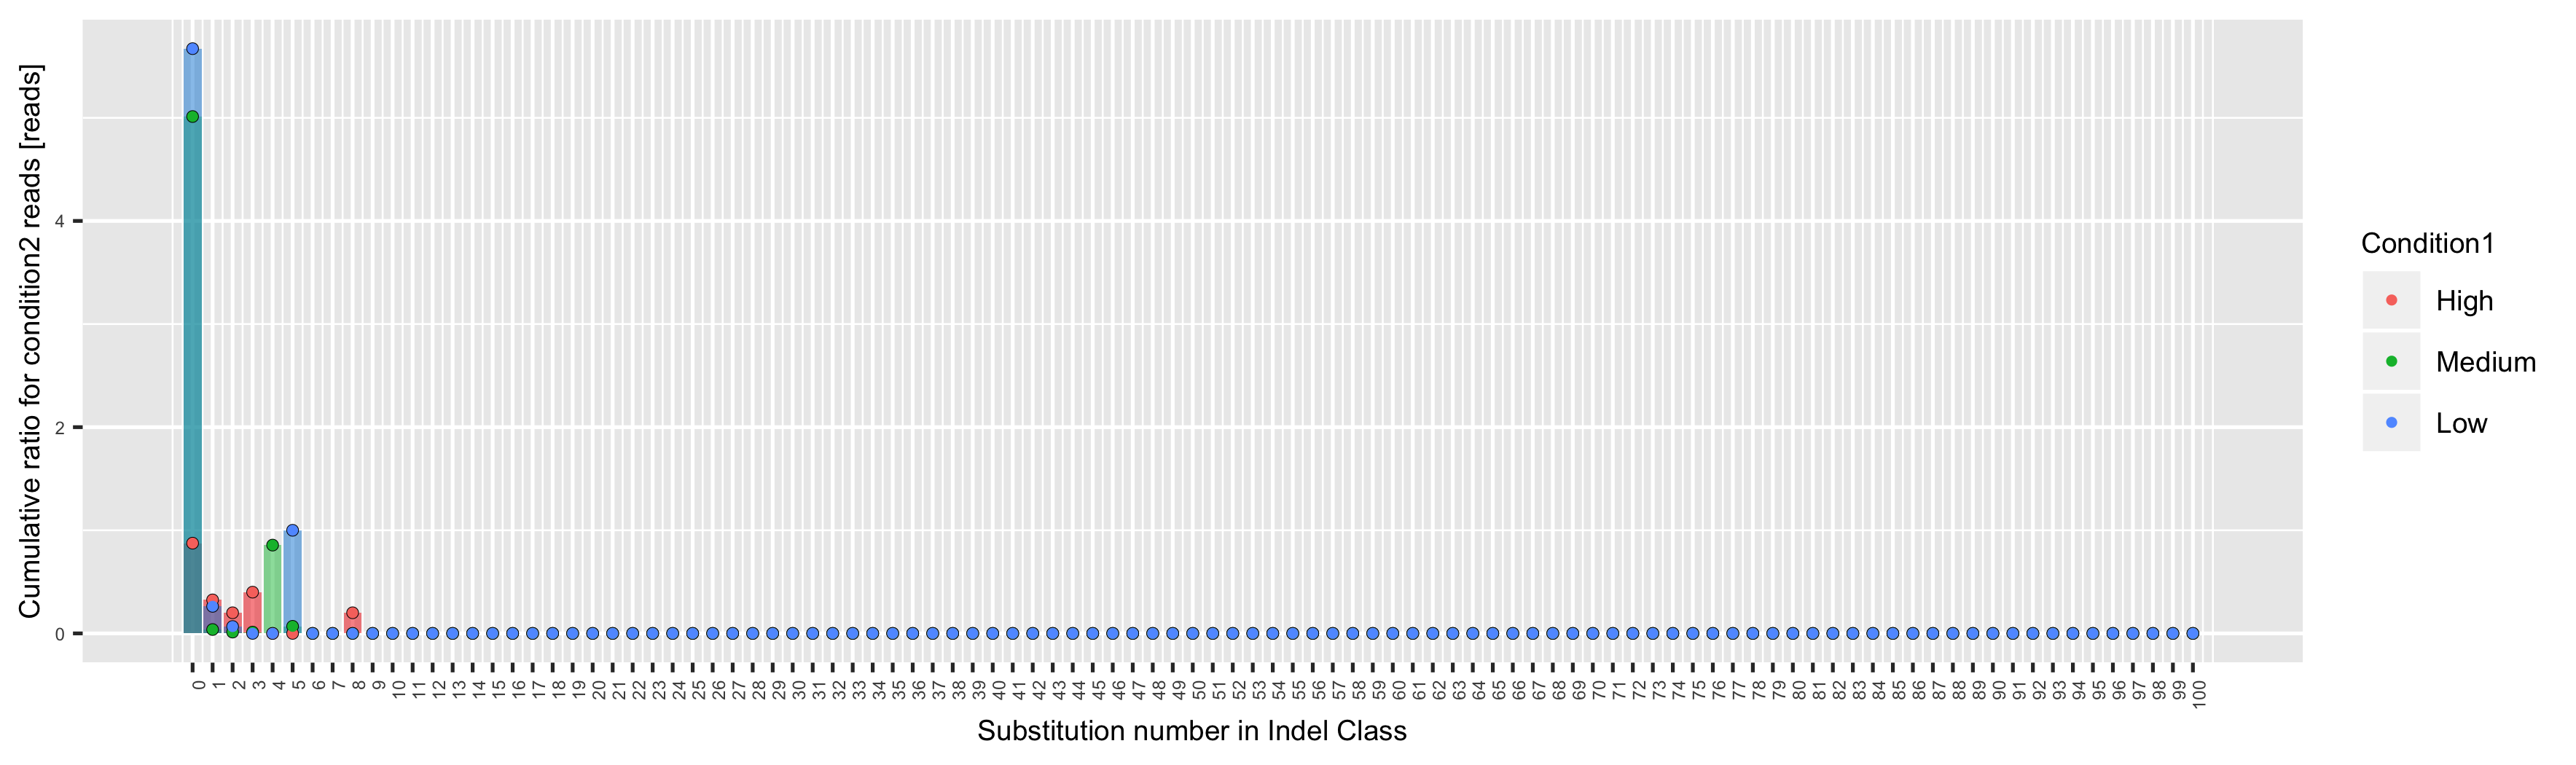 Cumulative ratio for condition2 reads [reads]
4
2
0
0 1 2 3 4 5 6 7 8 9 10 11 12 13 14 15 16 17 18 19 20 21 22 23 24 25 26 27 28 29 30 31 32 33 34 35 36 37 38 39 40 41 42 43 44 45 46 47 48 49 50 51 52 53 54 55 56 57 58 59 60 61 62 63 64 65 66 67 68 69 70 71 72 73 74 75 76 77 78 79 80 81 82 83 84 85 86 87 88 89 90 91 92 93 94 95 96 97 98 99 100
Substitution number in Indel Class
Condition1
High
Medium
Low